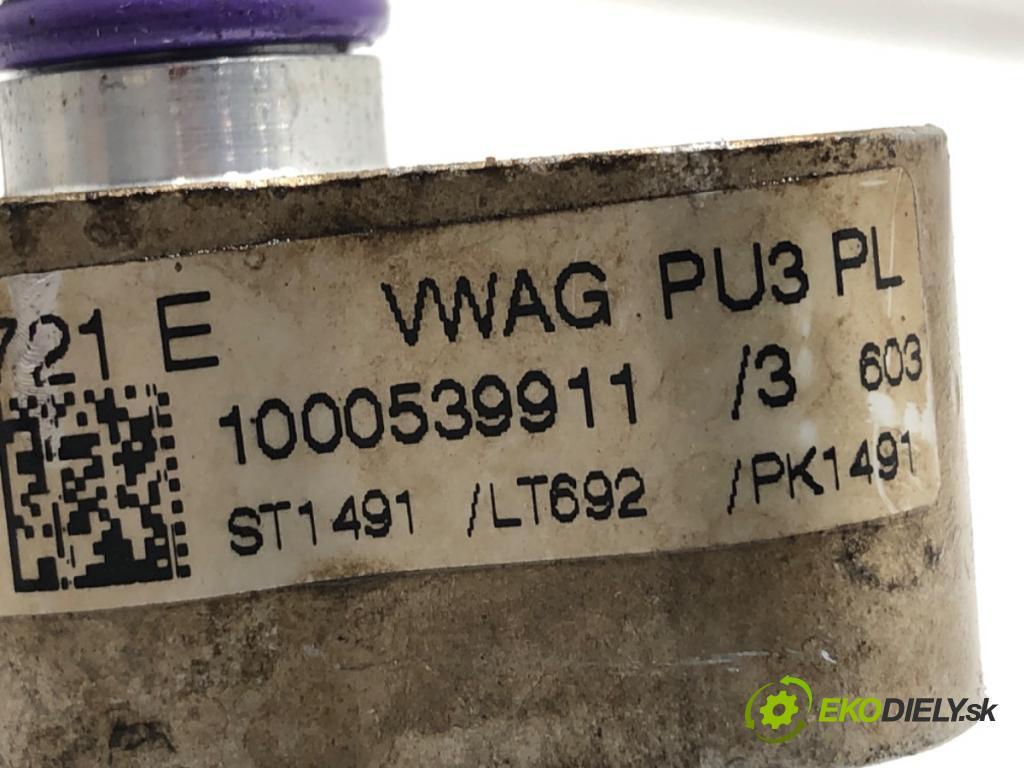 721 E VWAG PU3 PL
1000539911 /3 603
ST1491 /LT692 /PK1491
EKODIELY.sk